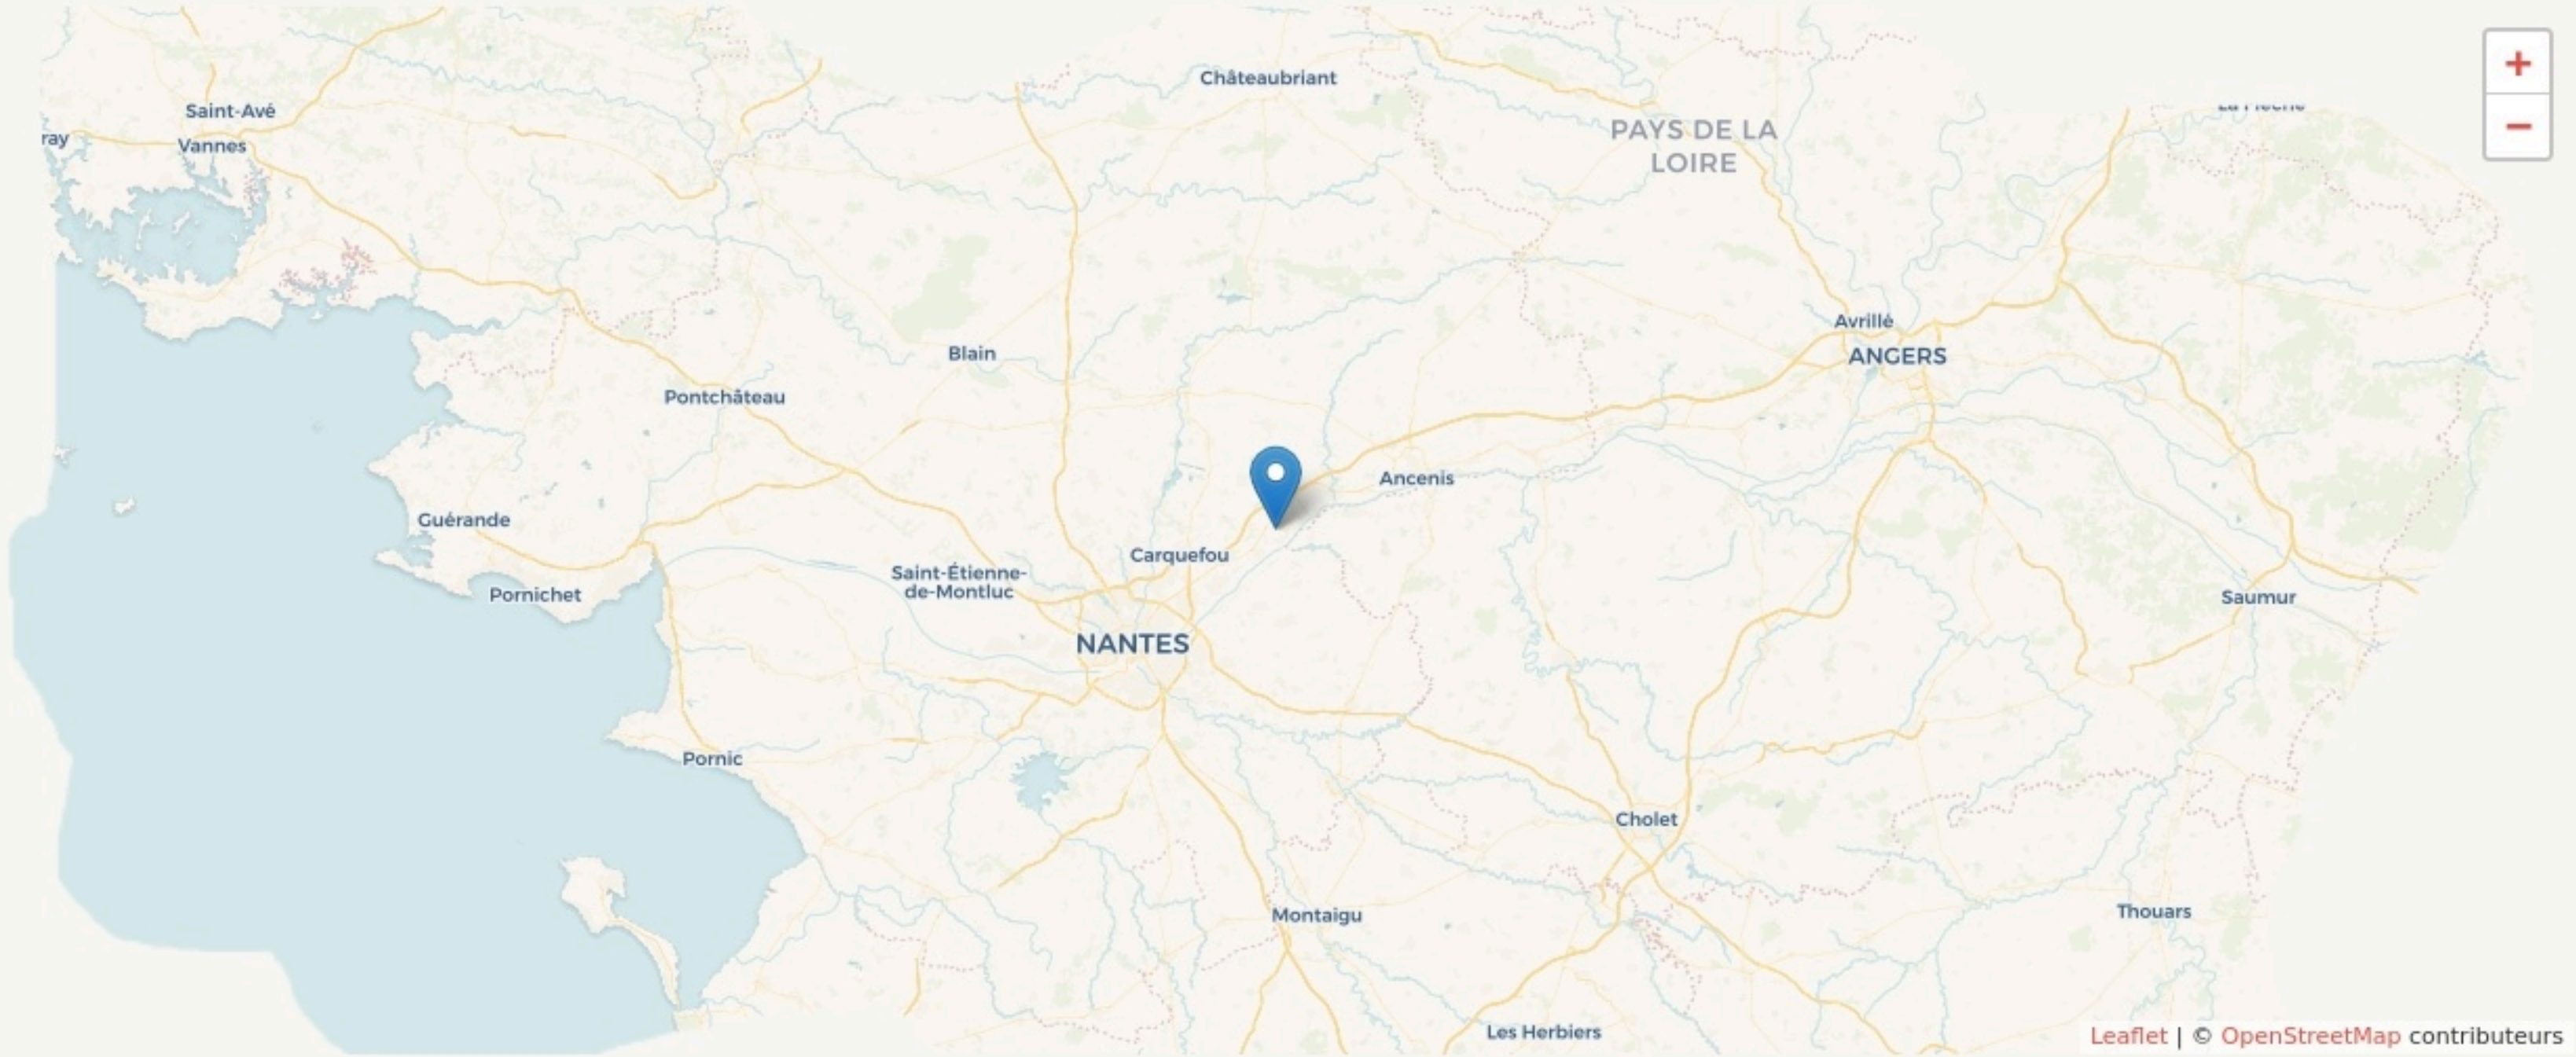 Châteaubriant
Saint-Avé
ray
Vannes
PAYS DE LA
LOIRE
+
−
Avrillé
ANGERS
Blain
Pontchâteau
Ancenis
Guérande
Carquefou
Saint-Étienne-
de-Montluc
Pornichet
Saumur
NANTES
Pornic
Cholet
Montaigu
Thouars
Les Herbiers
Leaflet | © OpenStreetMap contributeurs